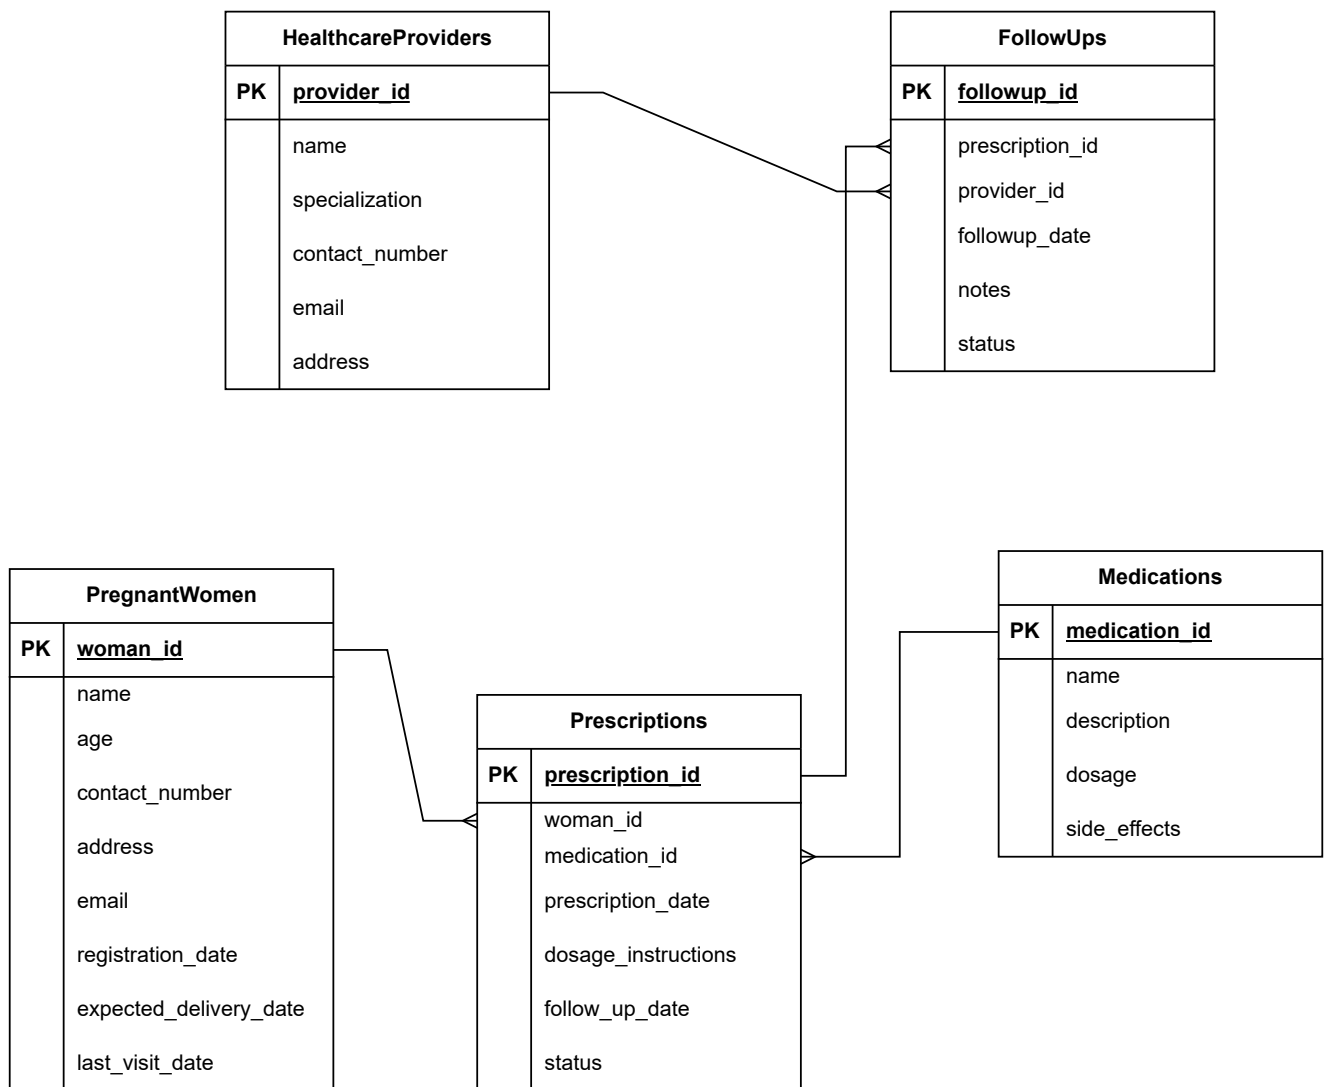 HealthcareProviders
PK provider_id
name
specialization
contact_number
email
address
FollowUps
PK followup_id
prescription_id
provider_id
followup_date
notes
status
PregnantWomen
PK woman_id
name
age
contact_number
address
email
registration_date
expected_delivery_date
last_visit_date
Prescriptions
PK prescription_id
woman_id
medication_id
prescription_date
dosage_instructions
follow_up_date
status
Medications
PK medication_id
name
description
dosage
side_effects